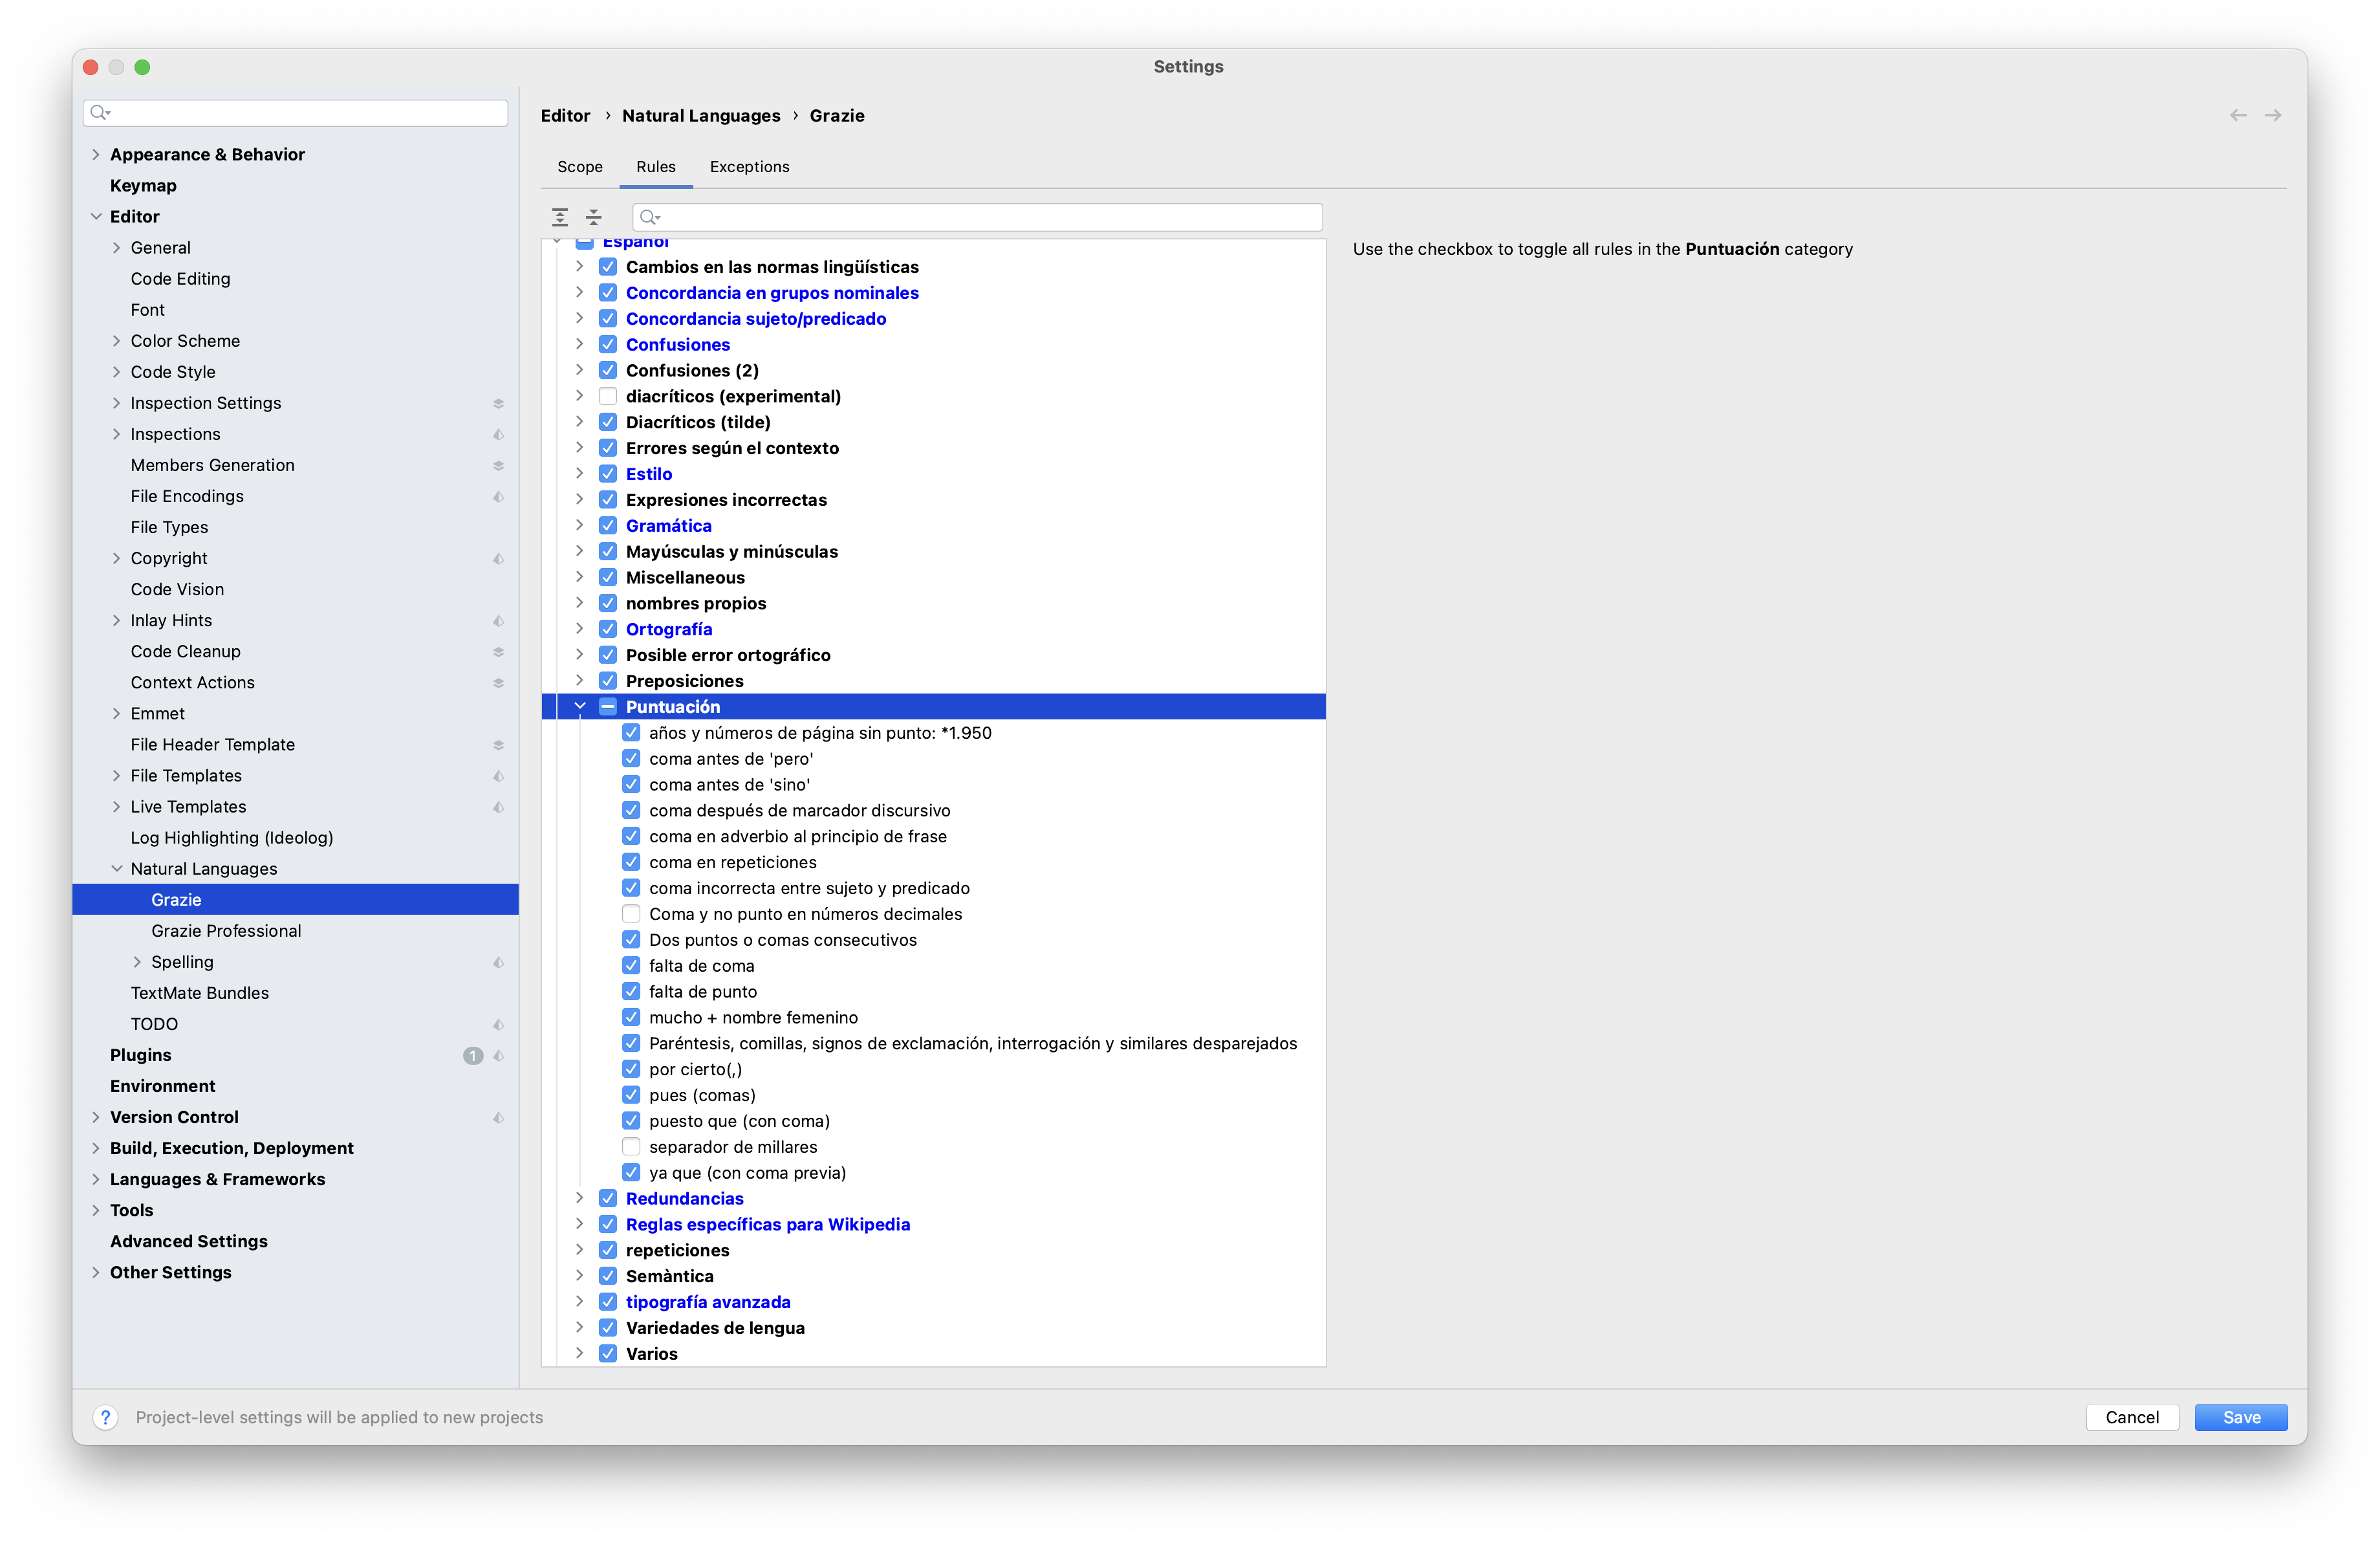 Settings
Editor › Natural Languages › Grazie
Scope Rules Exceptions
Appearance & Behavior
Keymap
Editor
General
Code Editing
Font
Color Scheme
Code Style
Inspection Settings
Inspections
Members Generation
File Encodings
File Types
Copyright
Code Vision
Inlay Hints
Code Cleanup
Context Actions
Emmet
File Header Template
File Templates
Live Templates
Log Highlighting (Ideolog)
Natural Languages
Grazie
Grazie Professional
Spelling
TextMate Bundles
TODO
Plugins 1
Environment
Version Control
Build, Execution, Deployment
Languages & Frameworks
Tools
Advanced Settings
Other Settings
Español
Cambios en las normas lingüísticas
Concordancia en grupos nominales
Concordancia sujeto/predicado
Confusiones
Confusiones (2)
diacríticos (experimental)
Diacríticos (tilde)
Errores según el contexto
Estilo
Expresiones incorrectas
Gramática
Mayúsculas y minúsculas
Miscellaneous
nombres propios
Ortografía
Posible error ortográfico
Preposiciones
Puntuación
años y números de página sin punto: *1.950
coma antes de 'pero'
coma antes de 'sino'
coma después de marcador discursivo
coma en adverbio al principio de frase
coma en repeticiones
coma incorrecta entre sujeto y predicado
Coma y no punto en números decimales
Dos puntos o comas consecutivos
falta de coma
falta de punto
mucho + nombre femenino
Paréntesis, comillas, signos de exclamación, interrogación y similares desparejados
por cierto(,)
pues (comas)
puesto que (con coma)
separador de millares
ya que (con coma previa)
Redundancias
Reglas específicas para Wikipedia
repeticiones
Semàntica
tipografía avanzada
Variedades de lengua
Varios
Use the checkbox to toggle all rules in the Puntuación category
? Project-level settings will be applied to new projects
Cancel Save